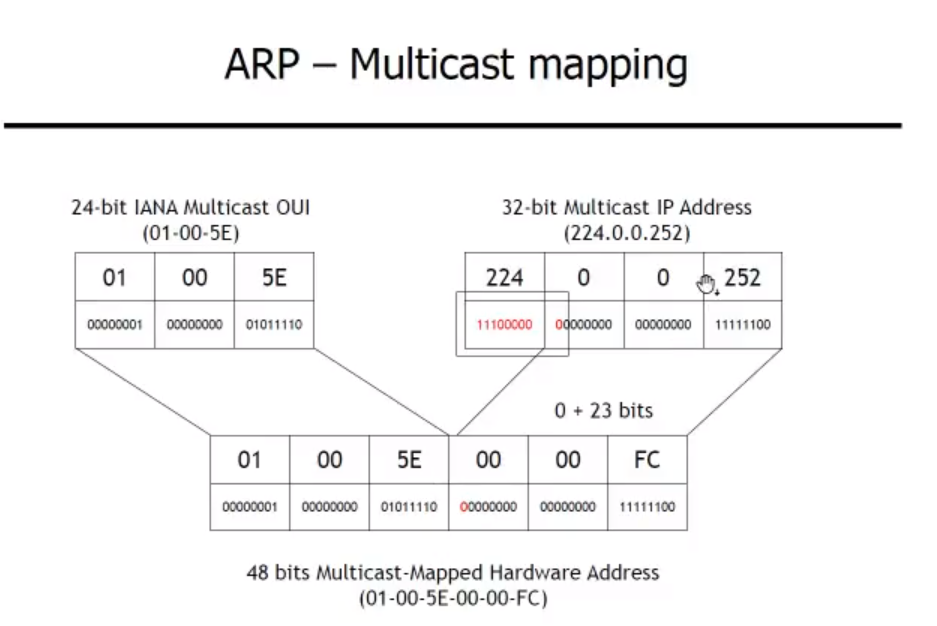 ARP – Multicast mapping
24-bit IANA Multicast OUI
(01-00-5E)
01 00 5E
00000001 00000000 01011110
32-bit Multicast IP Address
(224.0.0.252)
224 0 0 252
11100000 00000000 00000000 11111100
0 + 23 bits
01 00 5E 00 00 FC
00000001 00000000 01011110 00000000 00000000 11111100
48 bits Multicast-Mapped Hardware Address
(01-00-5E-00-00-FC)